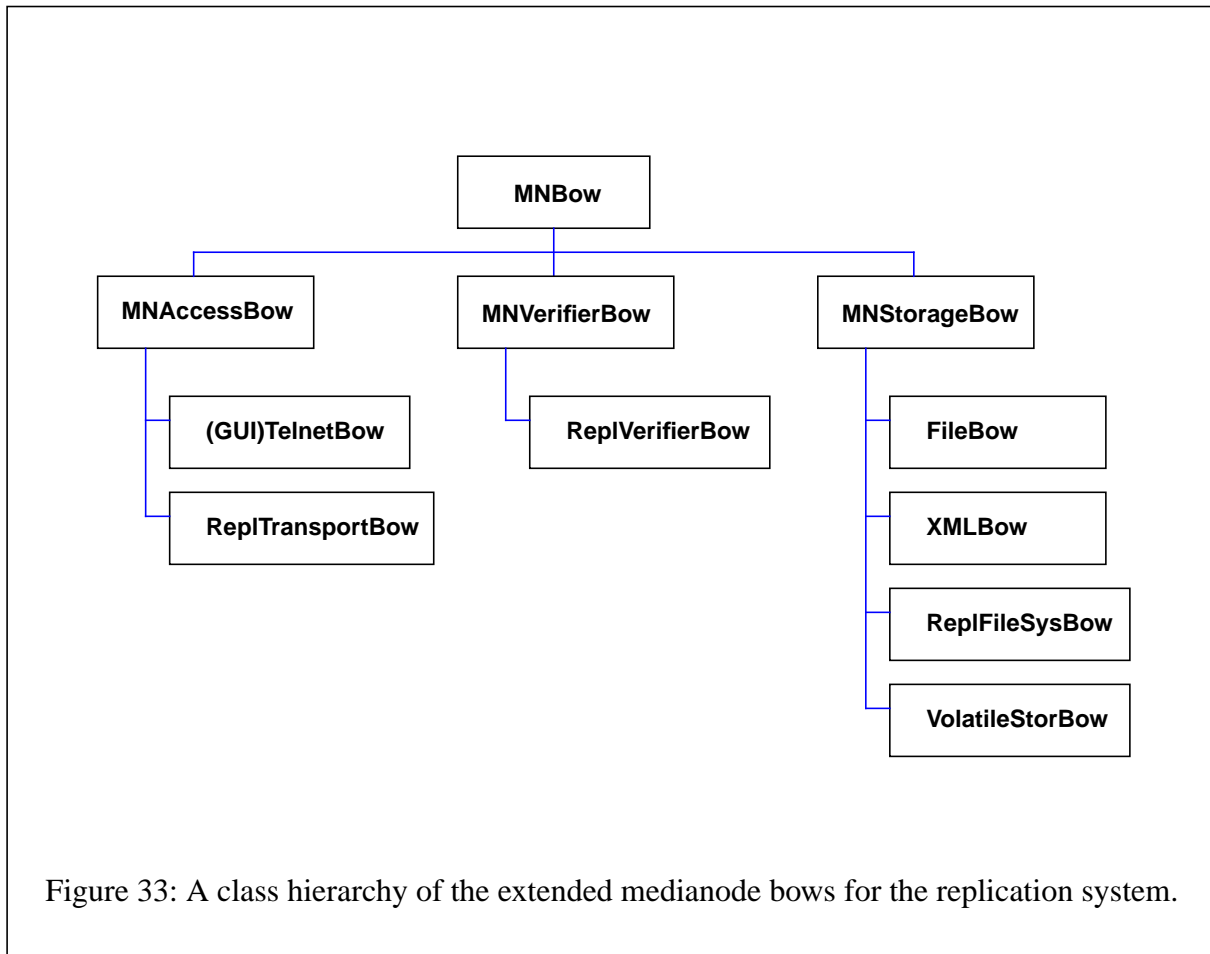 MNBow
MNAccessBow
MNVerifierBow
MNStorageBow
(GUI)TelnetBow
ReplVerifierBow
FileBow
ReplTransportBow
XMLBow
ReplFileSysBow
VolatileStorBow
Figure 33: A class hierarchy of the extended medianode bows for the replication system.